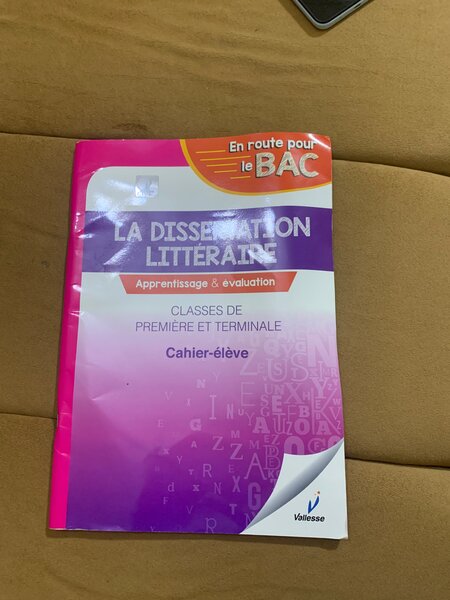 En route pour
le BAC
LA DISSERTATION
LITTÉRAIRE
Apprentissage & évaluation
CLASSES DE
PREMIÈRE ET TERMINALE
Cahier-élève
Vallesse